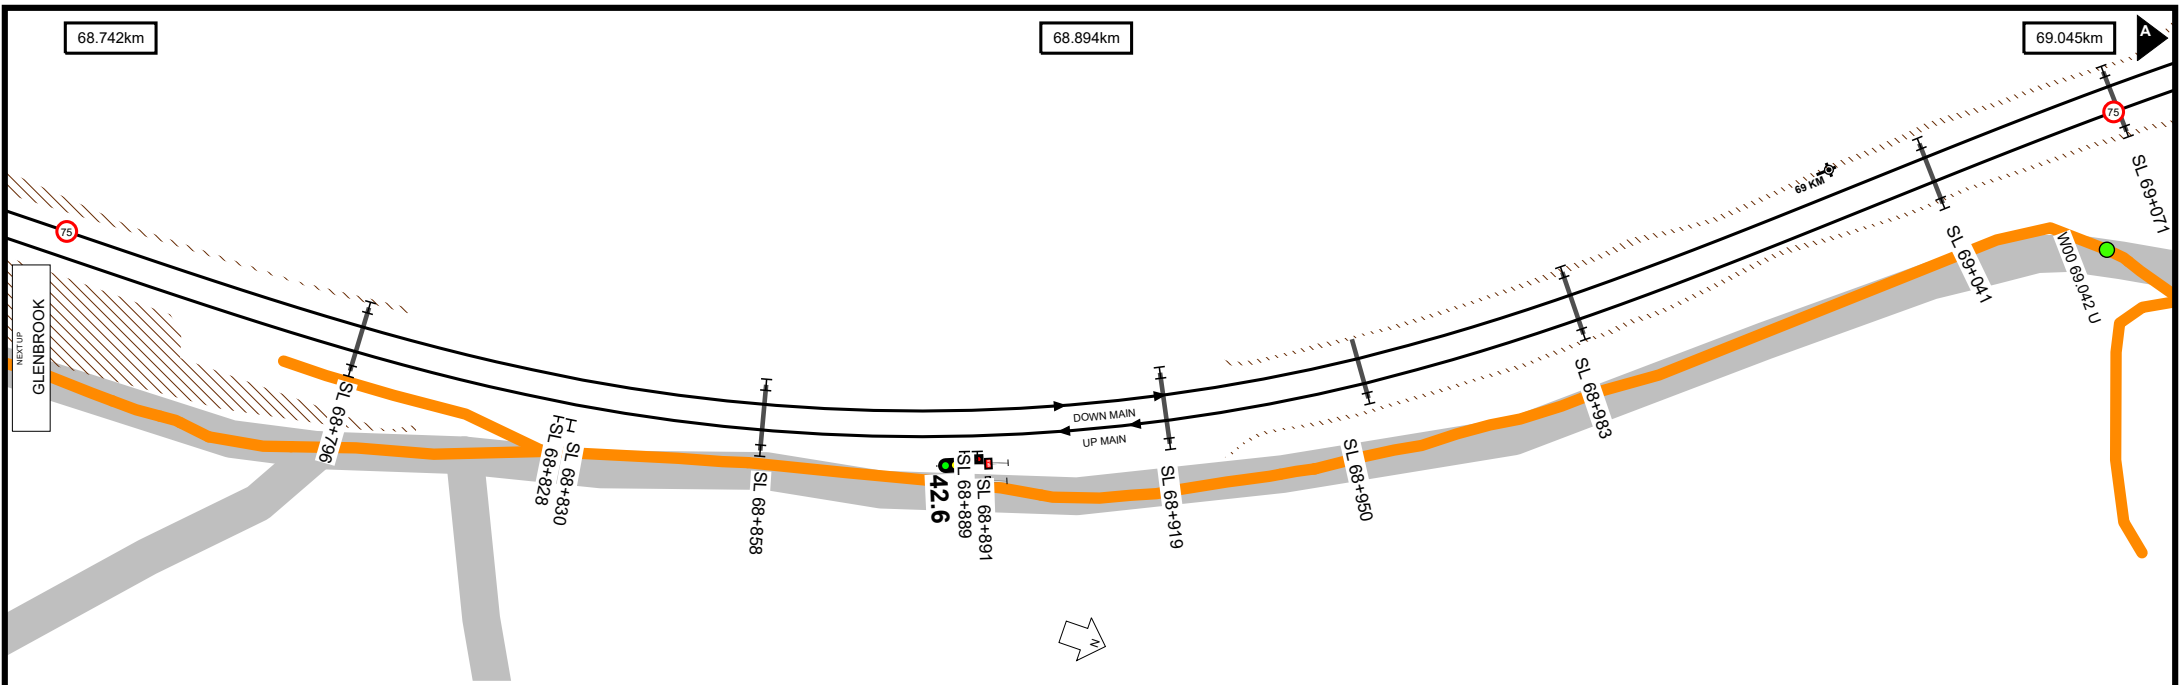 68.742km
68.894km
69.045km
A
75
75
69 KM
SL 69+071
NEXT UP
GLENBROOK
DOWN MAIN
UP MAIN
SL 68+796
SL 68+828
SL 68+830
SL 68+858
42.6
SL 68+889
SL 68+891
SL 68+919
SL 68+950
SL 68+983
SL 69+041
W00 69.042 U
N